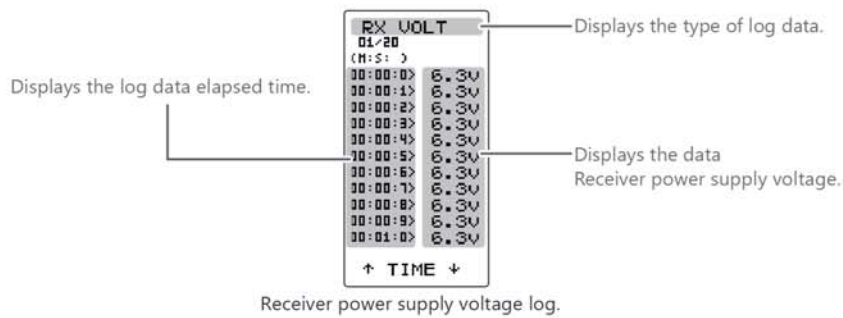 RX VOLT
Displays the type of log data.
01/20
(M:S: )
Displays the log data elapsed time.
00:00:0> 6.3V
00:00:1> 6.3V
00:00:2> 6.3V
00:00:3> 6.3V
00:00:4> 6.3V
00:00:5> 6.3V
Displays the data
Receiver power supply voltage.
00:00:6> 6.3V
00:00:7> 6.3V
00:00:8> 6.3V
00:00:9> 6.3V
00:01:0> 6.3V
↑ TIME ↓
Receiver power supply voltage log.